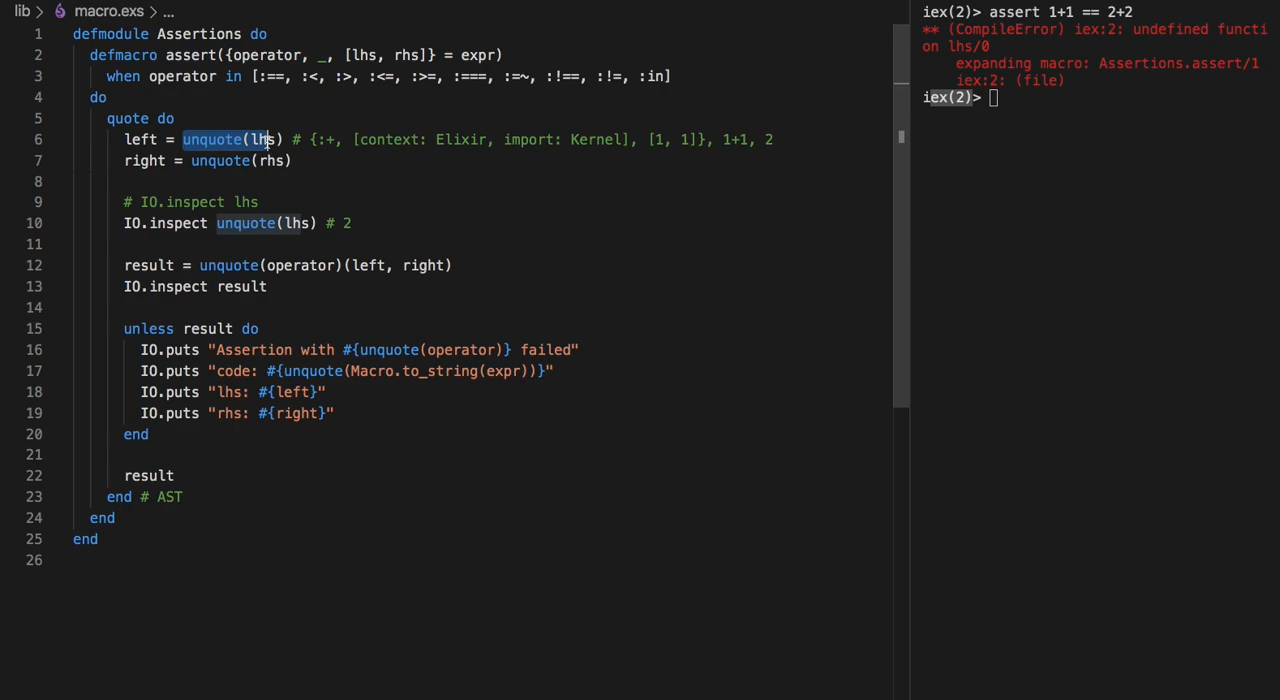 lib > macro.exs > ...
1 defmodule Assertions do
2 defmacro assert({operator, _, [lhs, rhs]} = expr)
3 when operator in [:==, :<, :>, :<=, :>=, :===, :=~, :!==, :!=, :in]
4 do
5 quote do
6 left = unquote(lhs) # {:+, [context: Elixir, import: Kernel], [1, 1]}, 1+1, 2
7 right = unquote(rhs)
8
9 # IO.inspect lhs
10 IO.inspect unquote(lhs) # 2
11
12 result = unquote(operator)(left, right)
13 IO.inspect result
14
15 unless result do
16 IO.puts "Assertion with #{unquote(operator)} failed"
17 IO.puts "code: #{unquote(Macro.to_string(expr))}"
18 IO.puts "lhs: #{left}"
19 IO.puts "rhs: #{right}"
20 end
21
22 result
23 end # AST
24 end
25 end
26
iex(2)> assert 1+1 == 2+2
** (CompileError) iex:2: undefined functi
on lhs/0
expanding macro: Assertions.assert/1
iex:2: (file)
iex(2)>